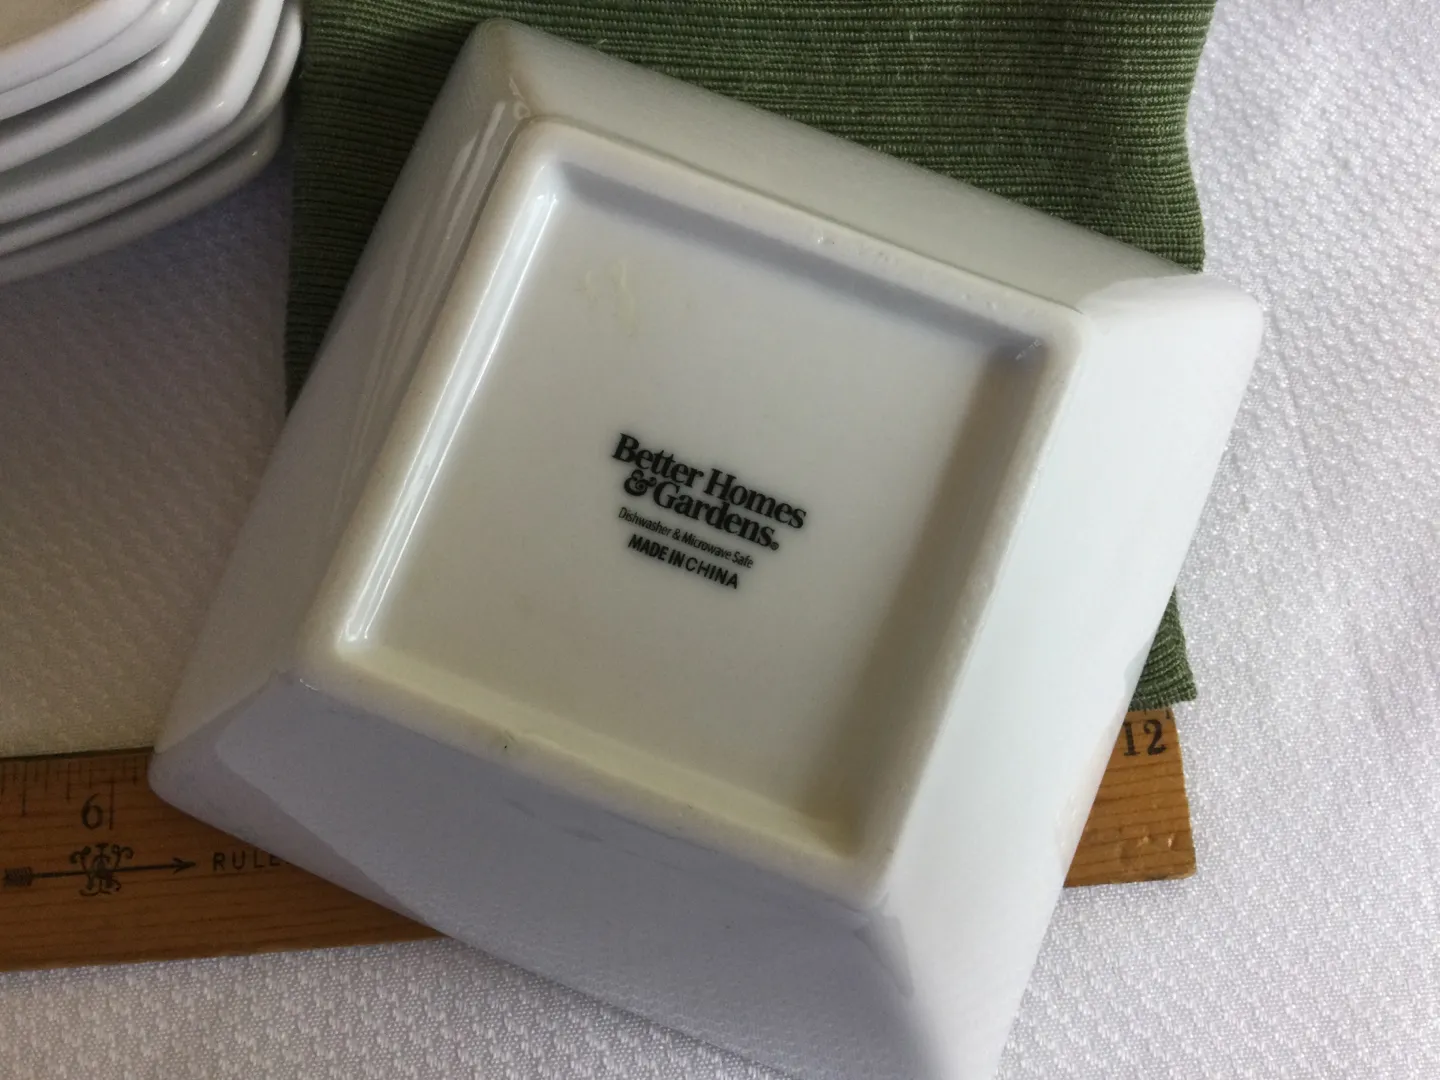 Better Homes
&Gardens®
Dishwasher & Microwave Safe
MADE IN CHINA
12
6
RULE